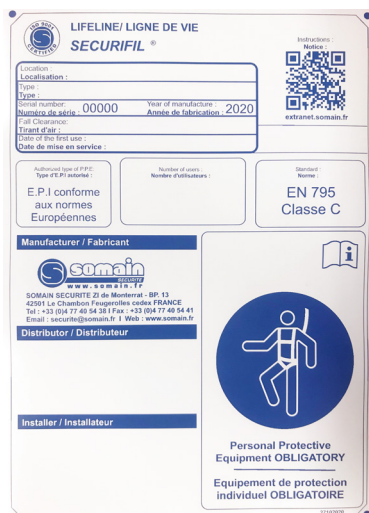 ISO 9001
CERTIFIED
LIFELINE/ LIGNE DE VIE
SECURIFIL ®
Instructions :
Notice :
extranet.somain.fr
Location :
Localisation :
Type :
Type :
Serial number:
Numéro de série : 00000
Year of manufacture :
Année de fabrication : 2020
Fall Clearance:
Tirant d'air :
Date of the first use :
Date de mise en service :
Authorized type of P.P.E:
Type d'E.P.I autorisé :
E.P.I conforme
aux normes
Européennes
Number of users :
Nombre d'utilisateurs :
Standard :
Norme :
EN 795
Classe C
Manufacturer / Fabricant
somain
SECURITE
www.somain.fr
SOMAIN SECURITE ZI de Monterrat - BP. 13
42501 Le Chambon Feugerolles cedex FRANCE
Tel : +33 (0)4 77 40 54 38 I Fax : +33 (0)4 77 40 54 41
Email : securite@somain.fr I Web : www.somain.fr
Distributor / Distributeur
Installer / Installateur
i
Personal Protective
Equipment OBLIGATORY
Equipement de protection
individuel OBLIGATOIRE